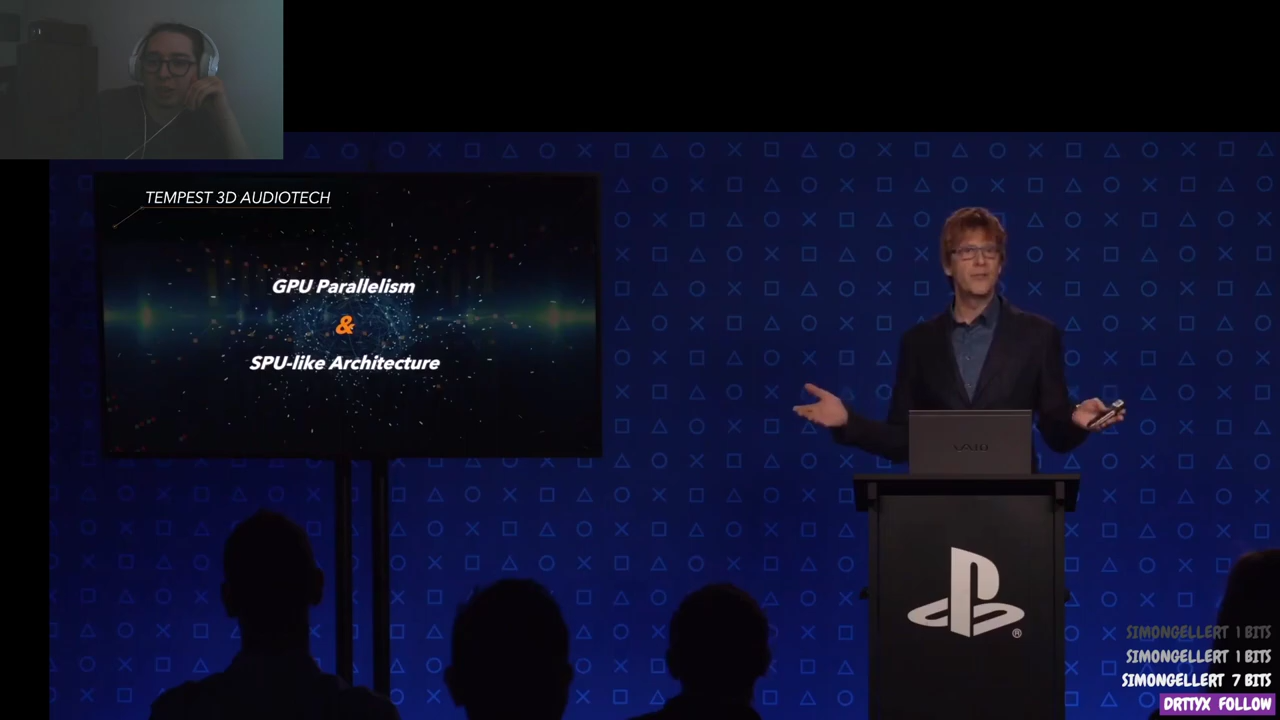 TEMPEST 3D AUDIOTECH
GPU Parallelism
&
SPU-like Architecture
VAIO
®
SIMONGELLERT 1 BITS
SIMONGELLERT 1 BITS
SIMONGELLERT 7 BITS
DRTTYX FOLLOW